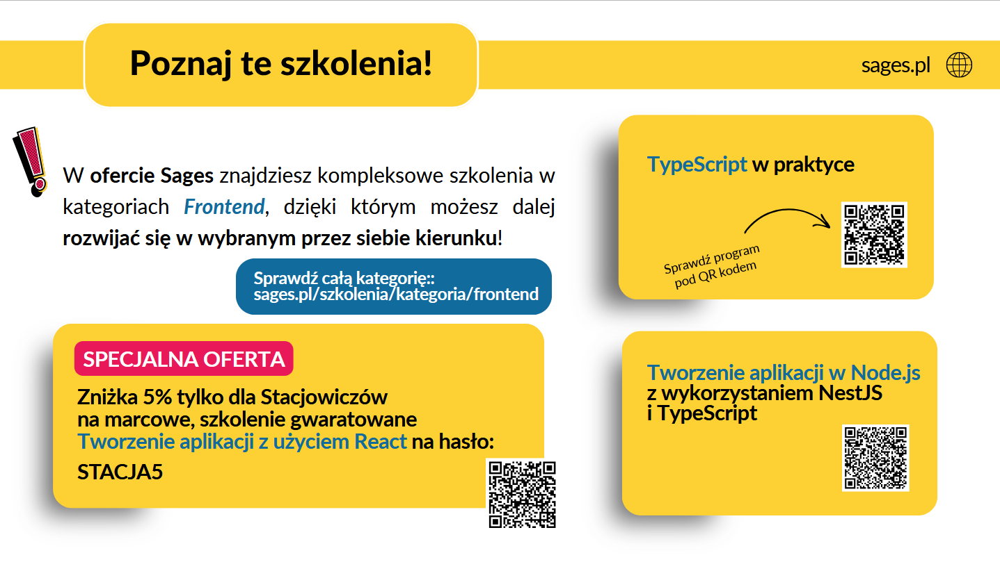 Poznaj te szkolenia!
sages.pl
W ofercie Sages znajdziesz kompleksowe szkolenia w
kategoriach Frontend, dzięki którym możesz dalej
rozwijać się w wybranym przez siebie kierunku!
Sprawdź całą kategorię::
sages.pl/szkolenia/kategoria/frontend
SPECJALNA OFERTA
Zniżka 5% tylko dla Stacjowiczów
na marcowe, szkolenie gwaratowane
Tworzenie aplikacji z użyciem React na hasło:
STACJA5
TypeScript w praktyce
Sprawdź program
pod QR kodem
Tworzenie aplikacji w Node.js
z wykorzystaniem NestJS
i TypeScript